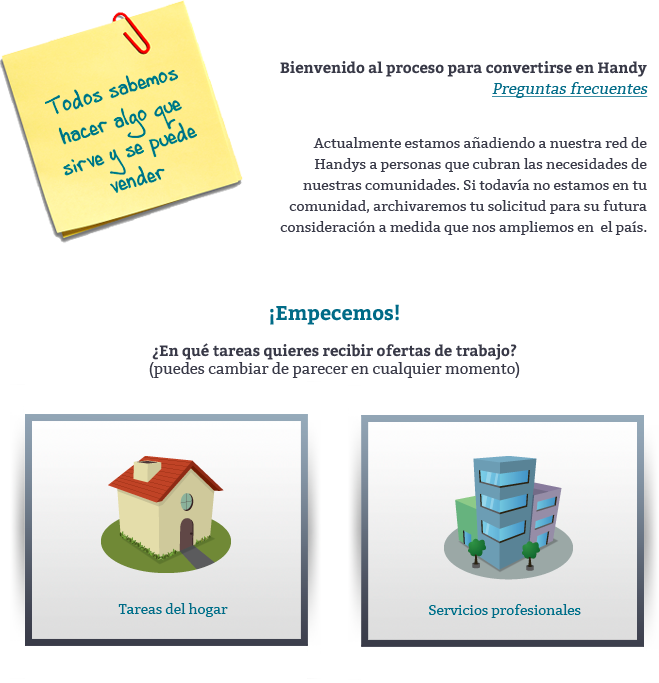 Todos sabemos
hacer algo que
sirve y se puede
vender
Bienvenido al proceso para convertirse en Handy
Preguntas frecuentes
Actualmente estamos añadiendo a nuestra red de
Handys a personas que cubran las necesidades de
nuestras comunidades. Si todavía no estamos en tu
comunidad, archivaremos tu solicitud para su futura
consideración a medida que nos ampliemos en el país.
¡Empecemos!
¿En qué tareas quieres recibir ofertas de trabajo?
(puedes cambiar de parecer en cualquier momento)
Tareas del hogar
Servicios profesionales